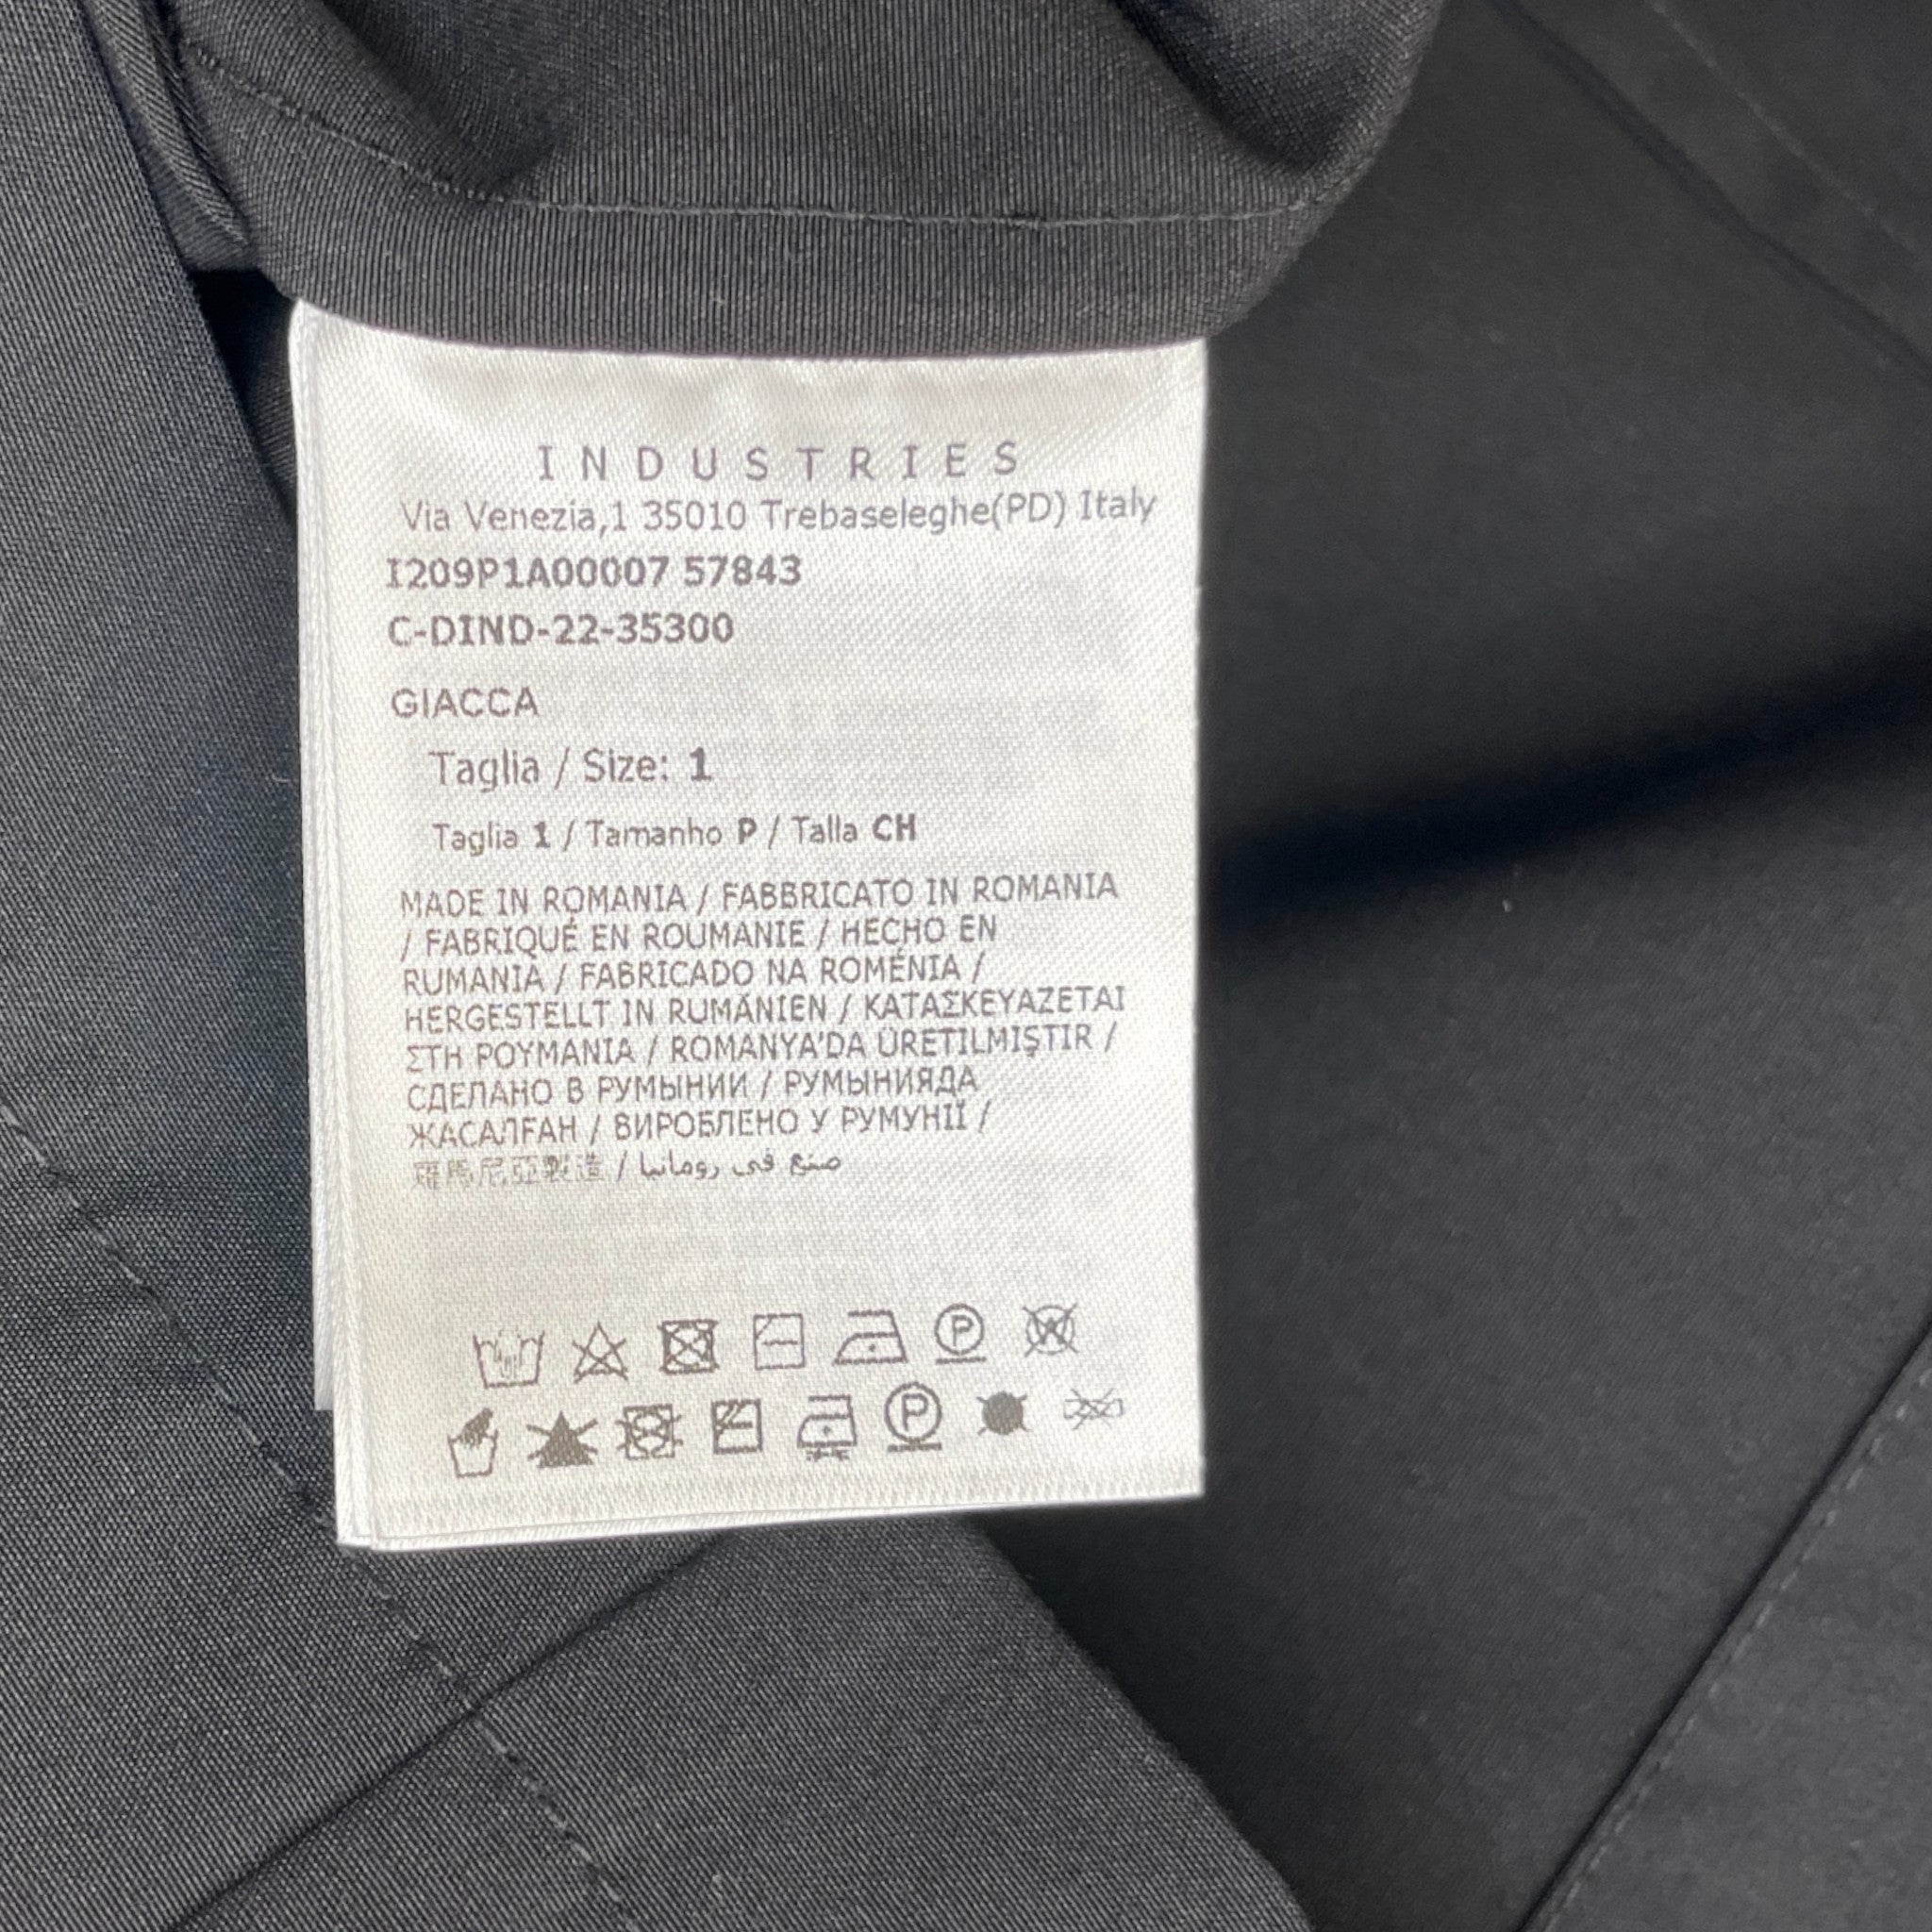 INDUSTRIES
Via Venezia,1 35010 Trebaseleghe(PD) Italy
I209P1A00007 57843
C-DIND-22-35300
GIACCA
Taglia / Size: 1
Taglia 1 / Tamanho P / Talla CH
MADE IN ROMANIA / FABBRICATO IN ROMANIA
/ FABRIQUÉ EN ROUMANIE / HECHO EN
RUMANIA / FABRICADO NA ROMÉNIA /
HERGESTELLT IN RUMÄNIEN / ΚΑΤΑΣΚΕΥΑΖΕΤΑΙ
ΣΤΗ ΡΟΥΜΑΝΙΑ / ROMANYA'DA ÜRETILMIŞTIR /
СДЕЛАНО В РУМЫНИИ / РУМЫНИЯДА
ЖАСАЛҒАН / ВИРОБЛЕНО У РУМУНІЇ /
羅馬尼亞製造 / صنع في رومانيا
P W
P